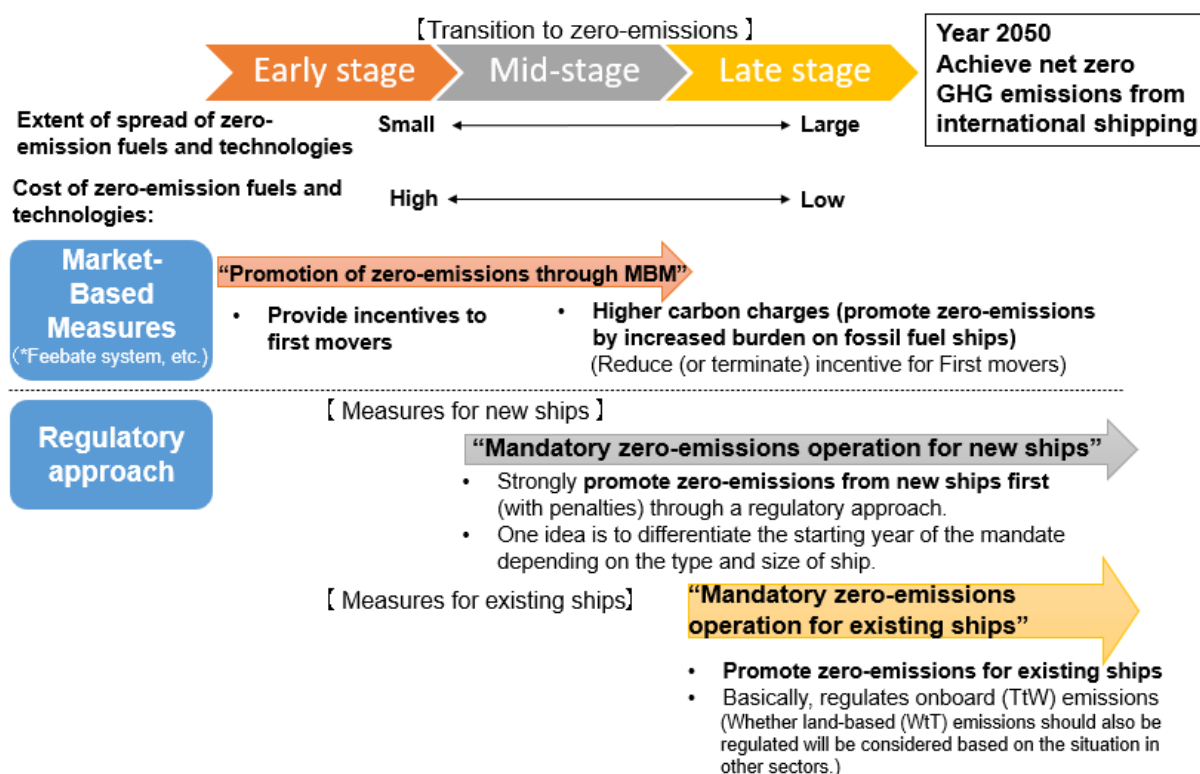 【Transition to zero-emissions】
Early stage
Mid-stage
Late stage
Year 2050
Achieve net zero
GHG emissions from
international shipping
Extent of spread of zero-
emission fuels and technologies
Small
Large
Cost of zero-emission fuels and
technologies:
High
Low
Market-
Based
Measures
(*Feebate system, etc.)
“Promotion of zero-emissions through MBM”
• Provide incentives to
first movers
• Higher carbon charges (promote zero-emissions
by increased burden on fossil fuel ships)
(Reduce (or terminate) incentive for First movers)
Regulatory
approach
【Measures for new ships】
“Mandatory zero-emissions operation for new ships”
• Strongly promote zero-emissions from new ships first
(with penalties) through a regulatory approach.
• One idea is to differentiate the starting year of the mandate
depending on the type and size of ship.
【Measures for existing ships】
“Mandatory zero-emissions
operation for existing ships”
• Promote zero-emissions for existing ships
• Basically, regulates onboard (TtW) emissions
(Whether land-based (WtT) emissions should also be
regulated will be considered based on the situation in
other sectors.)